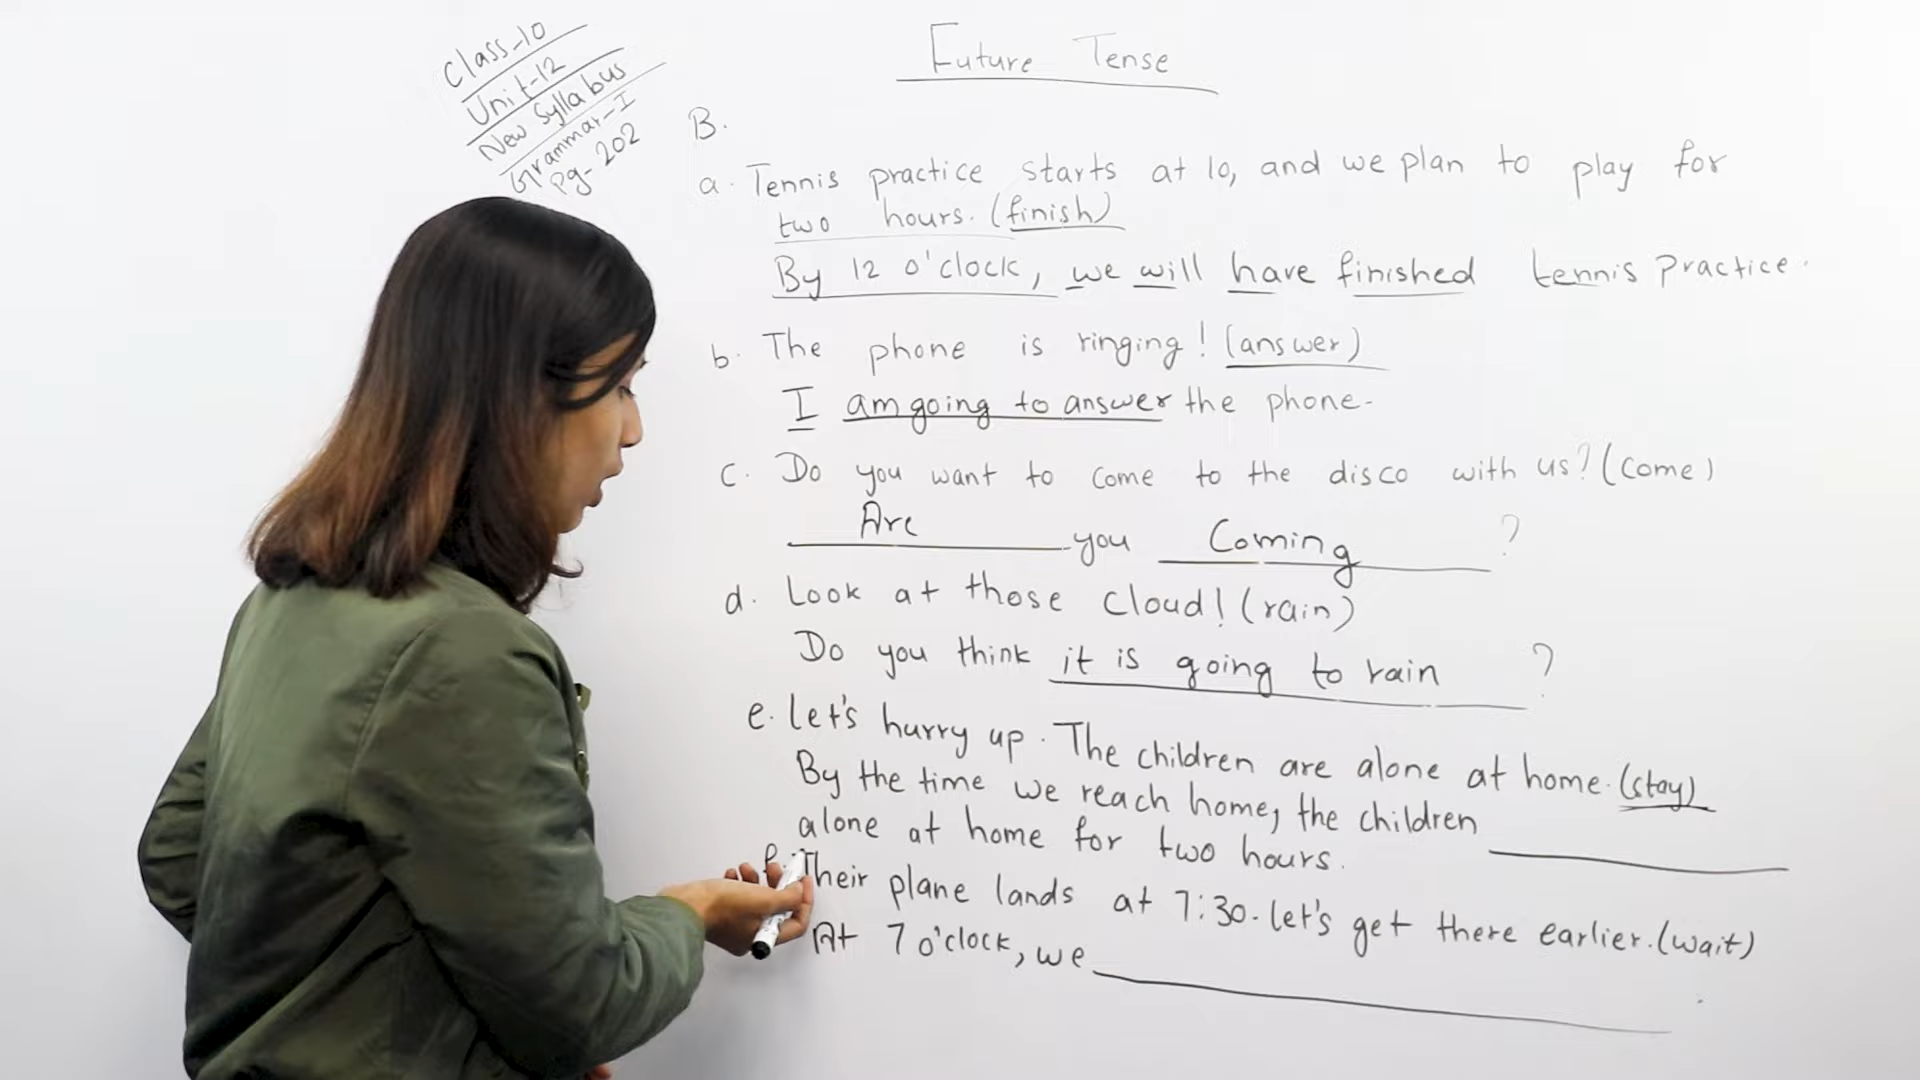 Class-10
Unit-12
New Syllabus
Grammar-I
Pg-202
Future Tense
B.
a. Tennis practice starts at 10, and we plan to play for
two hours. (finish)
By 12 o'clock, we will have finished tennis practice.
b. The phone is ringing! (answer)
I am going to answer the phone.
c. Do you want to come to the disco with us? (come)
Are you Coming ?
d. Look at those cloud! (rain)
Do you think it is going to rain ?
e. Let's hurry up. The children are alone at home. (stay)
By the time we reach home, the children
alone at home for two hours.
f. Their plane lands at 7:30. Let's get there earlier. (wait)
At 7 o'clock, we